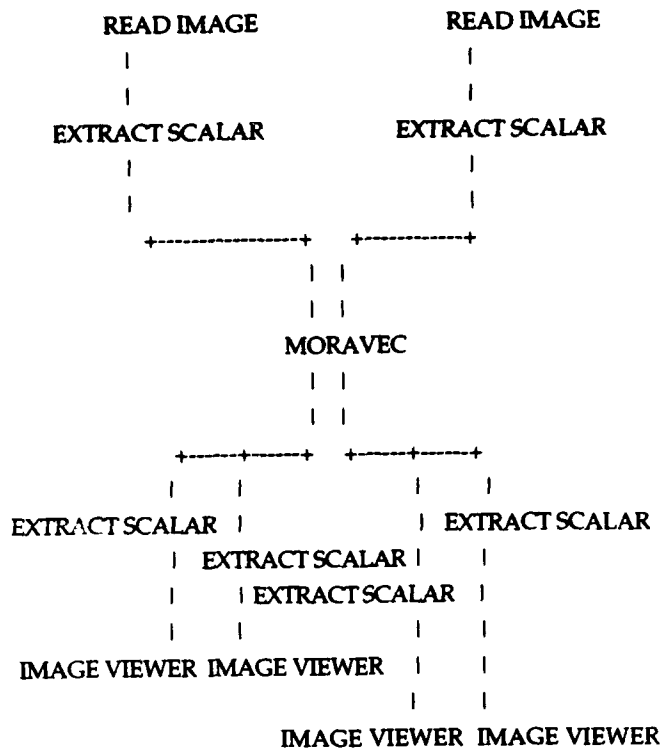 READ IMAGE READ IMAGE
| |
| |
EXTRACT SCALAR EXTRACT SCALAR
| |
| |
+--------------+ +----------+
| |
| |
MORAVEC
| |
| |
+-----+-----+ +-----+-----+
| | | |
EXTRACT SCALAR | | EXTRACT SCALAR
| EXTRACT SCALAR | |
| | EXTRACT SCALAR |
| | | |
IMAGE VIEWER IMAGE VIEWER | |
| |
IMAGE VIEWER IMAGE VIEWER